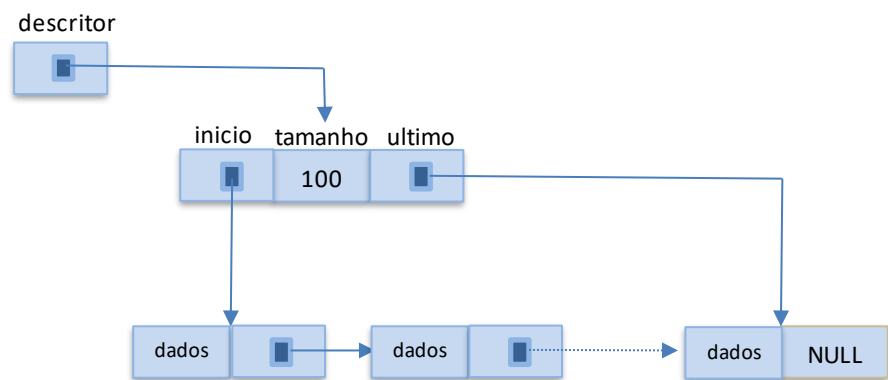 descritor
inicio tamanho ultimo
100
dados dados dados NULL